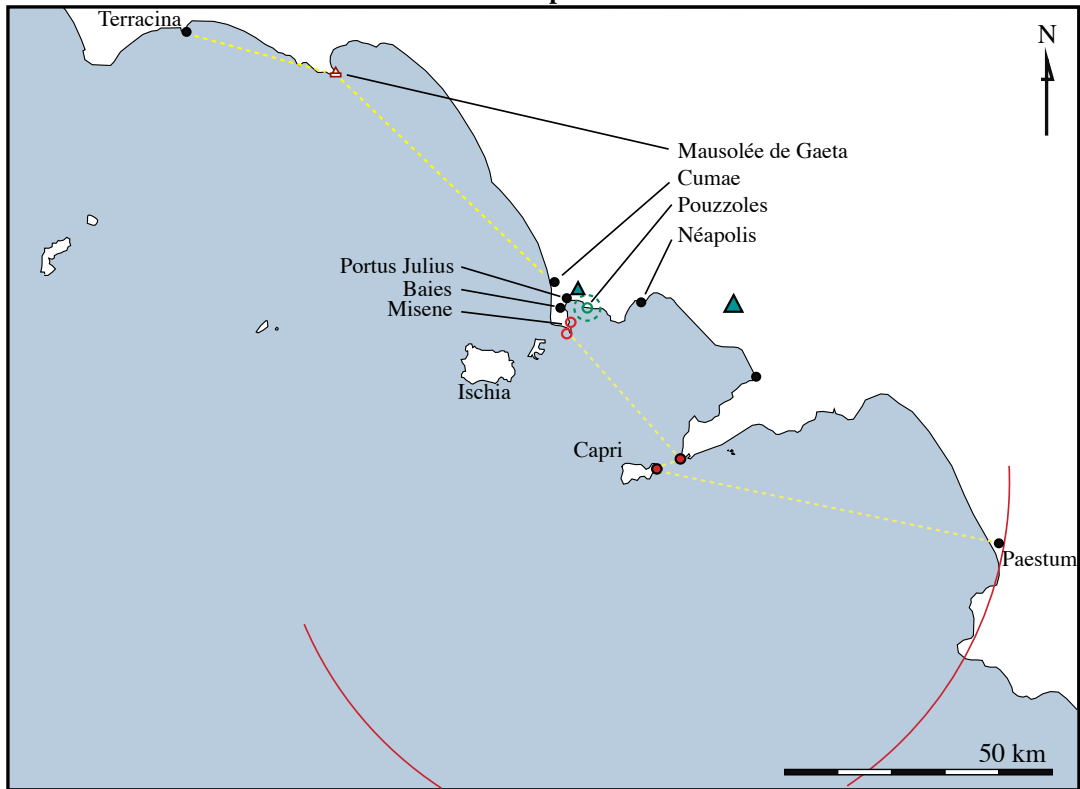 Terracina
N
Mausolée de Gaeta
Cumae
Pouzzoles
Néapolis
Portus Julius
Baies
Misene
Ischia
Capri
Paestum
50 km